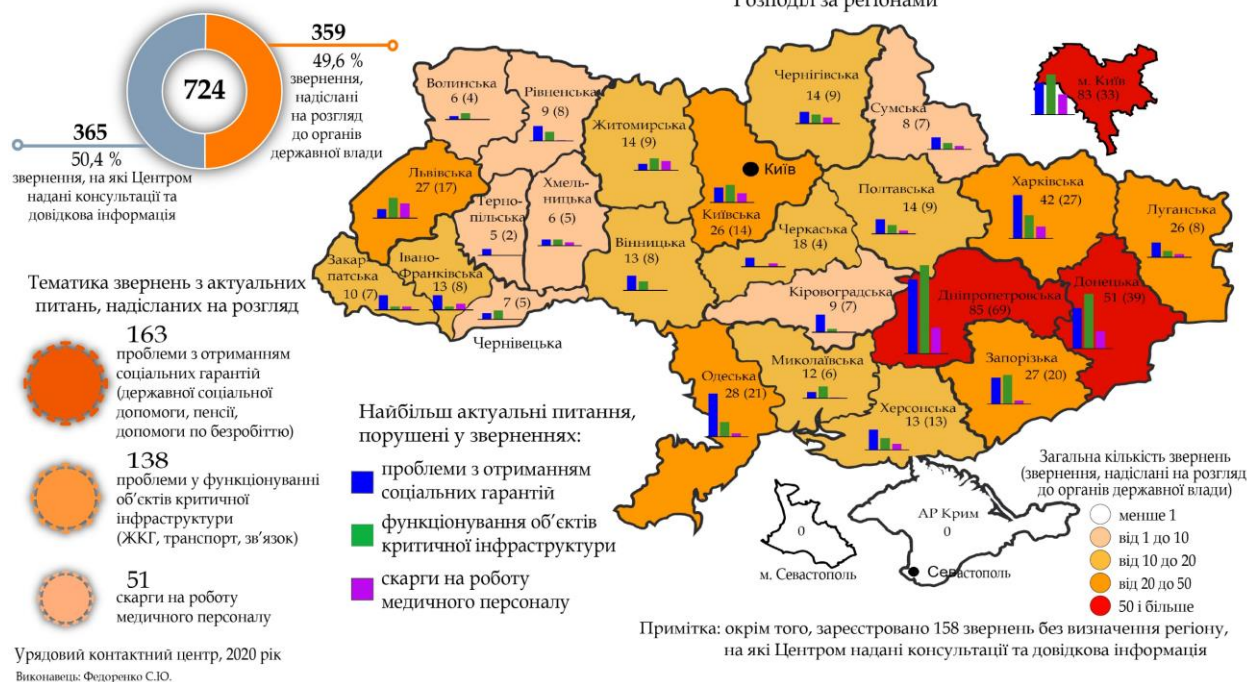 Розподіл за регіонами
724
359
49,6 %
звернення,
надіслані
на розгляд
до органів
державної влади
365
50,4 %
звернення, на які Центром
надані консультації та
довідкова інформація
Тематика звернень з актуальних
питань, надісланих на розгляд
163
проблеми з отриманням
соціальних гарантій
(державної соціальної
допомоги, пенсії,
допомоги по безробіттю)
138
проблеми у функціонуванні
об’єктів критичної
інфраструктури
(ЖКГ, транспорт, зв’язок)
51
скарги на роботу
медичного персоналу
Урядовий контактний центр, 2020 рік
Виконавець: Федоренко С.Ю.
Волинська
6 (4)
Рівненська
9 (8)
Житомирська
14 (9)
Чернігівська
14 (9)
Сумська
8 (7)
м. Київ
83 (33)
Львівська
27 (17)
Терно-
пільська
5 (2)
Хмель-
ницька
6 (5)
Київ
Київська
26 (14)
Полтавська
14 (9)
Харківська
42 (27)
Луганська
26 (8)
Вінницька
13 (8)
Черкаська
18 (4)
Закар-
патська
10 (7)
Івано-
Франківська
13 (8)
7 (5)
Чернівецька
Кіровоградська
9 (7)
Дніпропетровська
85 (69)
Донецька
51 (39)
Одеська
28 (21)
Миколаївська
12 (6)
Запорізька
27 (20)
Херсонська
13 (13)
АР Крим
0
Севастополь
0
м. Севастополь
Найбільш актуальні питання,
порушені у зверненнях:
проблеми з отриманням
соціальних гарантій
функціонування об’єктів
критичної інфраструктури
скарги на роботу
медичного персоналу
Загальна кількість звернень
(звернення, надіслані на розгляд
до органів державної влади)
менше 1
від 1 до 10
від 10 до 20
від 20 до 50
50 і більше
Примітка: окрім того, зареєстровано 158 звернень без визначення регіону,
на які Центром надані консультації та довідкова інформація